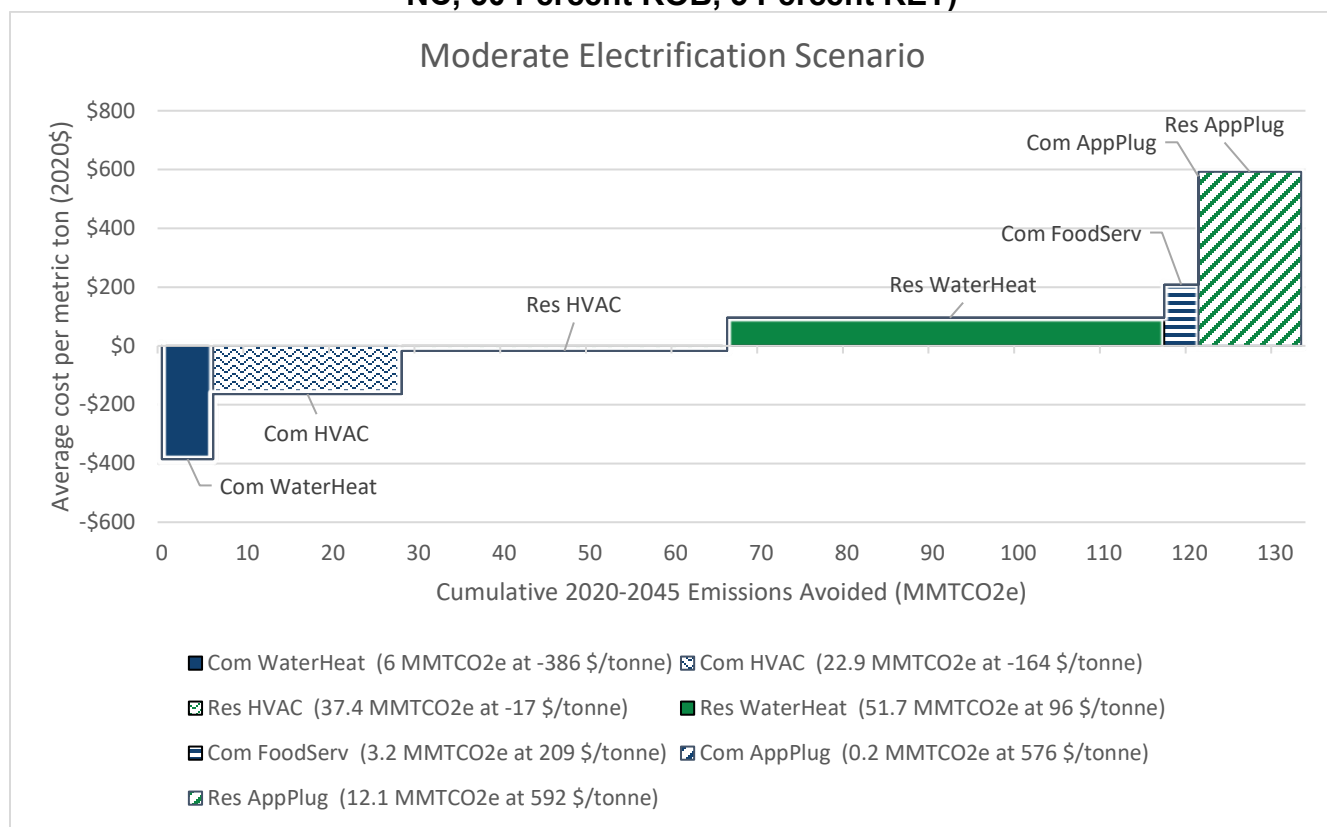 Moderate Electrification Scenario
Average cost per metric ton (2020$)
$800
$600
$400
$200
$0
-$200
-$400
-$600
Res AppPlug
Com AppPlug
Com FoodServ
Res WaterHeat
Res HVAC
Com HVAC
Com WaterHeat
0 10 20 30 40 50 60 70 80 90 100 110 120 130
Cumulative 2020-2045 Emissions Avoided (MMTCO2e)
Com WaterHeat (6 MMTCO2e at -386 $/tonne) Com HVAC (22.9 MMTCO2e at -164 $/tonne)
Res HVAC (37.4 MMTCO2e at -17 $/tonne) Res WaterHeat (51.7 MMTCO2e at 96 $/tonne)
Com FoodServ (3.2 MMTCO2e at 209 $/tonne) Com AppPlug (0.2 MMTCO2e at 576 $/tonne)
Res AppPlug (12.1 MMTCO2e at 592 $/tonne)